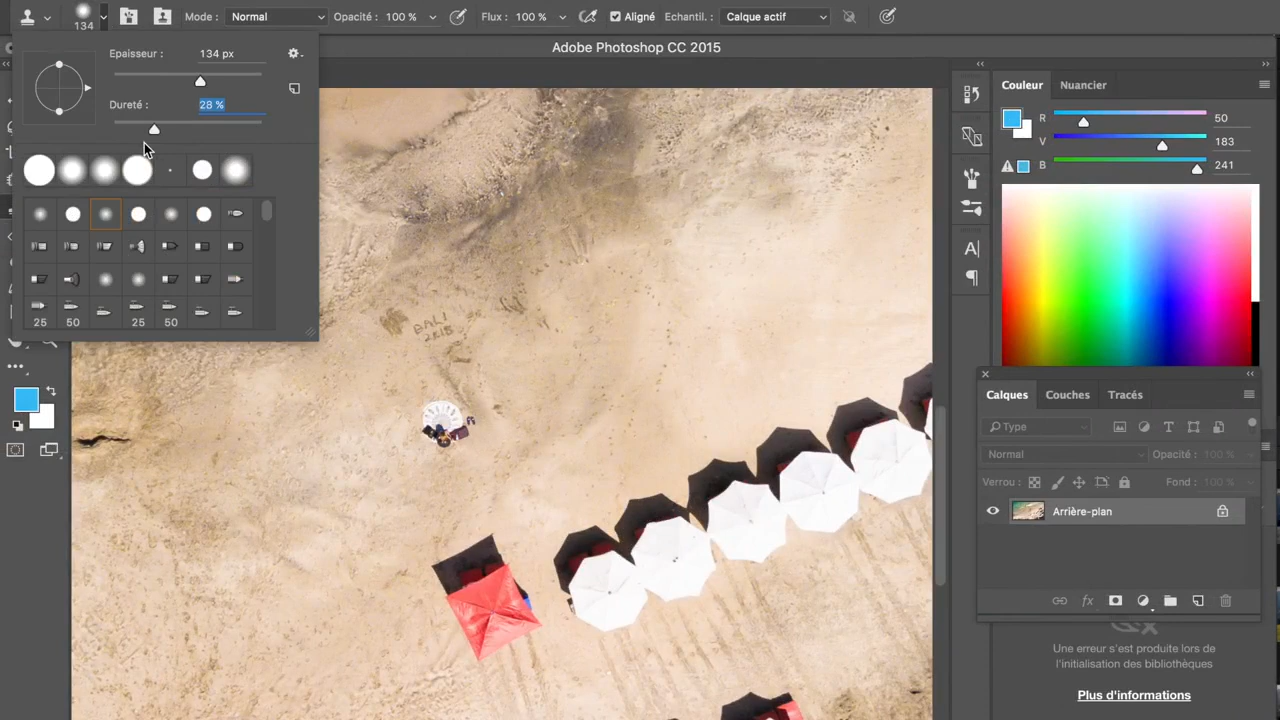 Mode : Normal Opacité : 100 % Flux : 100 % Aligné Echantil. : Calque actif
134
Adobe Photoshop CC 2015
Epaisseur : 134 px
Dureté : 28 %
25 50 25 50
Couleur Nuancier
R 50
V 183
B 241
BALI
Calques Couches Tracés
Type
Normal Opacité : 100 %
Verrou : Fond : 100 %
Arrière-plan
fx
Une erreur s'est produite lors de
l'initialisation des bibliothèques
Plus d'informations